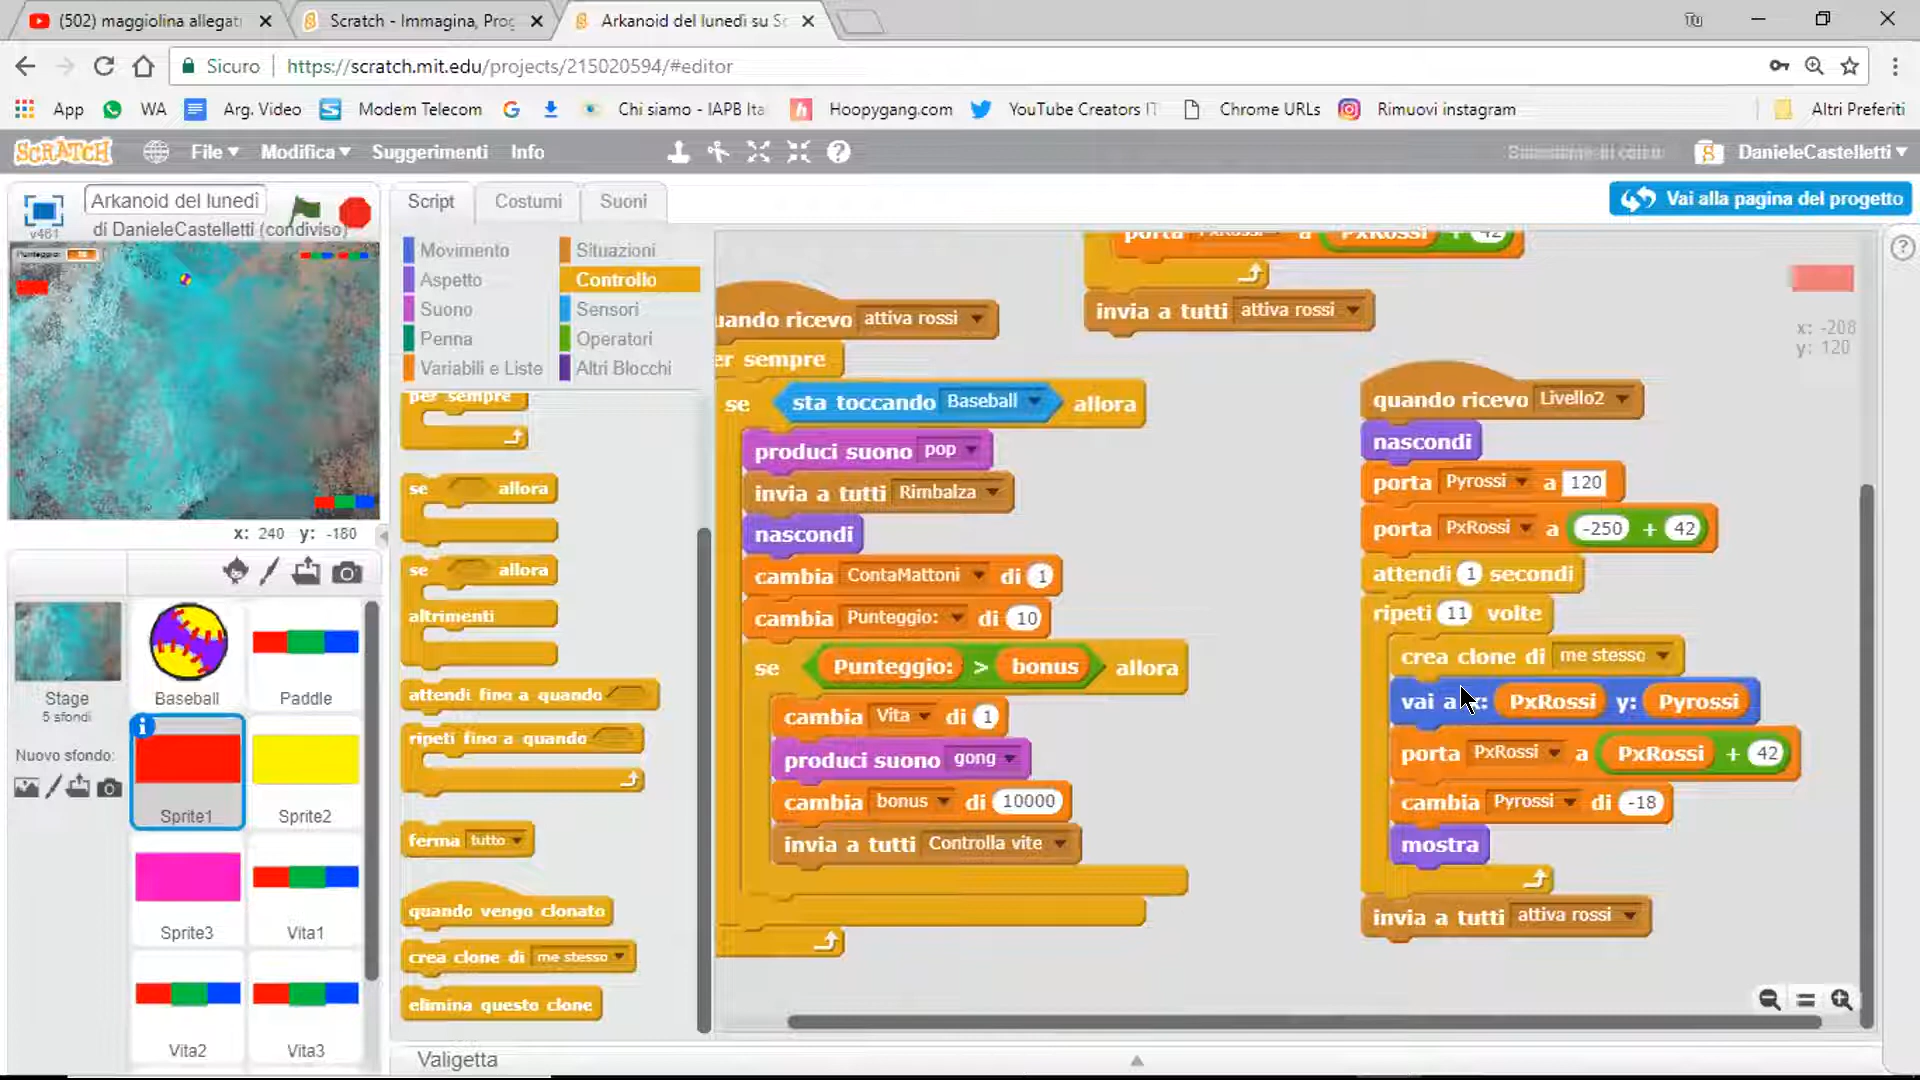 (502) maggiolina allegat
Scratch - Immagina, Prog
Arkanoid del lunedì su Sc
Tu
Sicuro
https://scratch.mit.edu/projects/215020594/#editor
App
WA
Arg. Video
Modem Telecom
Chi siamo - IAPB Ita
Hoopygang.com
YouTube Creators IT
Chrome URLs
Rimuovi instagram
Altri Preferiti
SCRATCH
File
Modifica
Suggerimenti
Info
DanieleCastelletti
Arkanoid del lunedì
di DanieleCastelletti (condiviso)
v461
Script
Costumi
Suoni
Vai alla pagina del progetto
Punteggio:
x: 240 y: -180
Movimento
Aspetto
Suono
Penna
Variabili e Liste
Situazioni
Controllo
Sensori
Operatori
Altri Blocchi
per sempre
se allora
se allora
altrimenti
attendi fino a quando
ripeti fino a quando
ferma tutto
quando vengo clonato
crea clone di me stesso
elimina questo clone
Stage
5 sfondi
Nuovo sfondo:
Baseball
Paddle
Sprite1
Sprite2
Sprite3
Vita1
Vita2
Vita3
uando ricevo attiva rossi
er sempre
se sta toccando Baseball allora
produci suono pop
invia a tutti Rimbalza
nascondi
cambia ContaMattoni di 1
cambia Punteggio: di 10
se Punteggio: > bonus allora
cambia Vita di 1
produci suono gong
cambia bonus di 10000
invia a tutti Controlla vite
porta PxRossi a PxRossi + 42
invia a tutti attiva rossi
x: -208
y: 120
quando ricevo Livello2
nascondi
porta Pyrossi a 120
porta PxRossi a -250 + 42
attendi 1 secondi
ripeti 11 volte
crea clone di me stesso
vai a x: PxRossi y: Pyrossi
porta PxRossi a PxRossi + 42
cambia Pyrossi di -18
mostra
invia a tutti attiva rossi
Valigetta